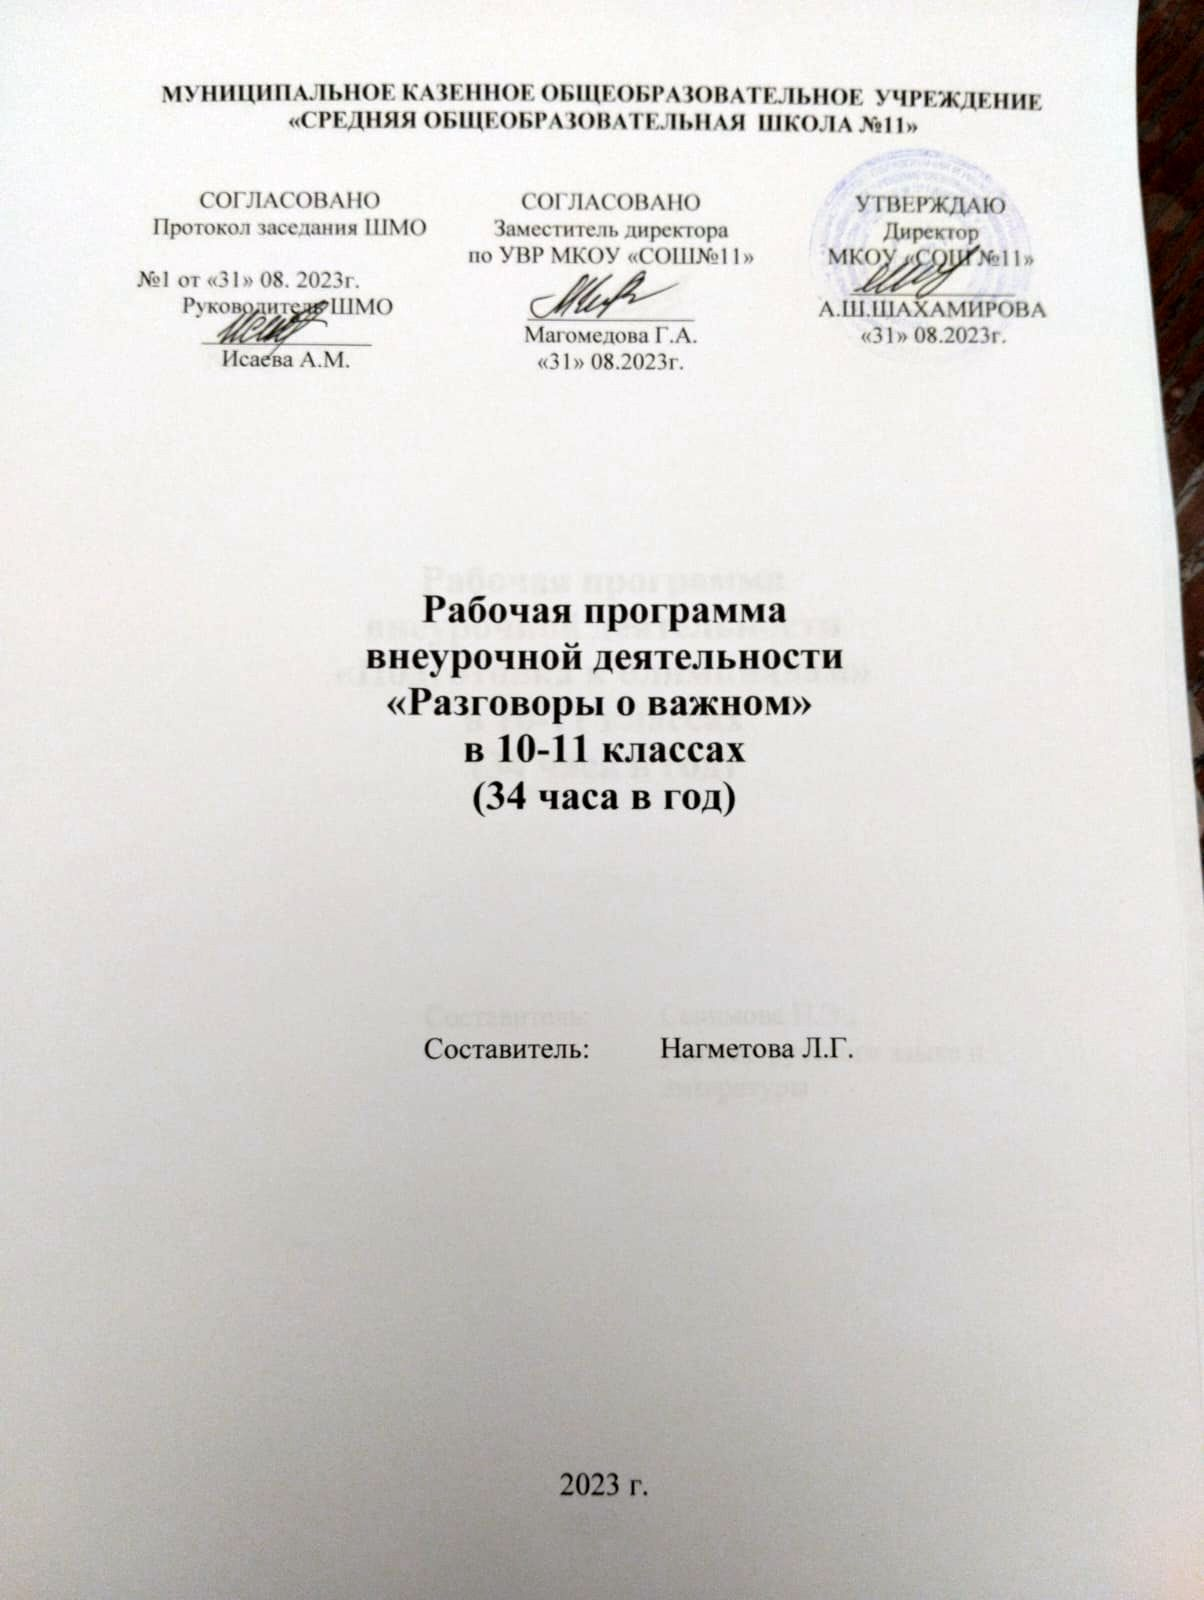 МУНИЦИПАЛЬНОЕ КАЗЕННОЕ ОБЩЕОБРАЗОВАТЕЛЬНОЕ УЧРЕЖДЕНИЕ
«СРЕДНЯЯ ОБЩЕОБРАЗОВАТЕЛЬНАЯ ШКОЛА №11»
СОГЛАСОВАНО
Протокол заседания ШМО
№1 от «31» 08. 2023г.
Руководитель ШМО
Исаева А.М.
СОГЛАСОВАНО
Заместитель директора
по УВР МКОУ «СОШ№11»
Магомедова Г.А.
«31» 08.2023г.
УТВЕРЖДАЮ
Директор
МКОУ «СОШ №11»
А.Ш.ШАХАМИРОВА
«31» 08.2023г.
Рабочая программа
внеурочной деятельности
«Разговоры о важном»
в 10-11 классах
(34 часа в год)
Составитель: Нагметова Л.Г.
2023 г.